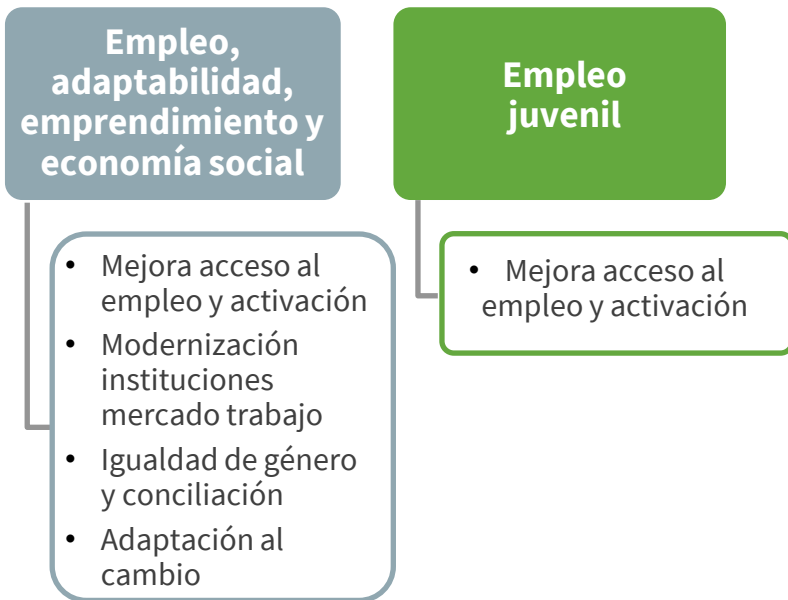 Empleo,
adaptabilidad,
emprendimiento y
economía social
• Mejora acceso al
empleo y activación
• Modernización
instituciones
mercado trabajo
• Igualdad de género
y conciliación
• Adaptación al
cambio
Empleo
juvenil
• Mejora acceso al
empleo y activación